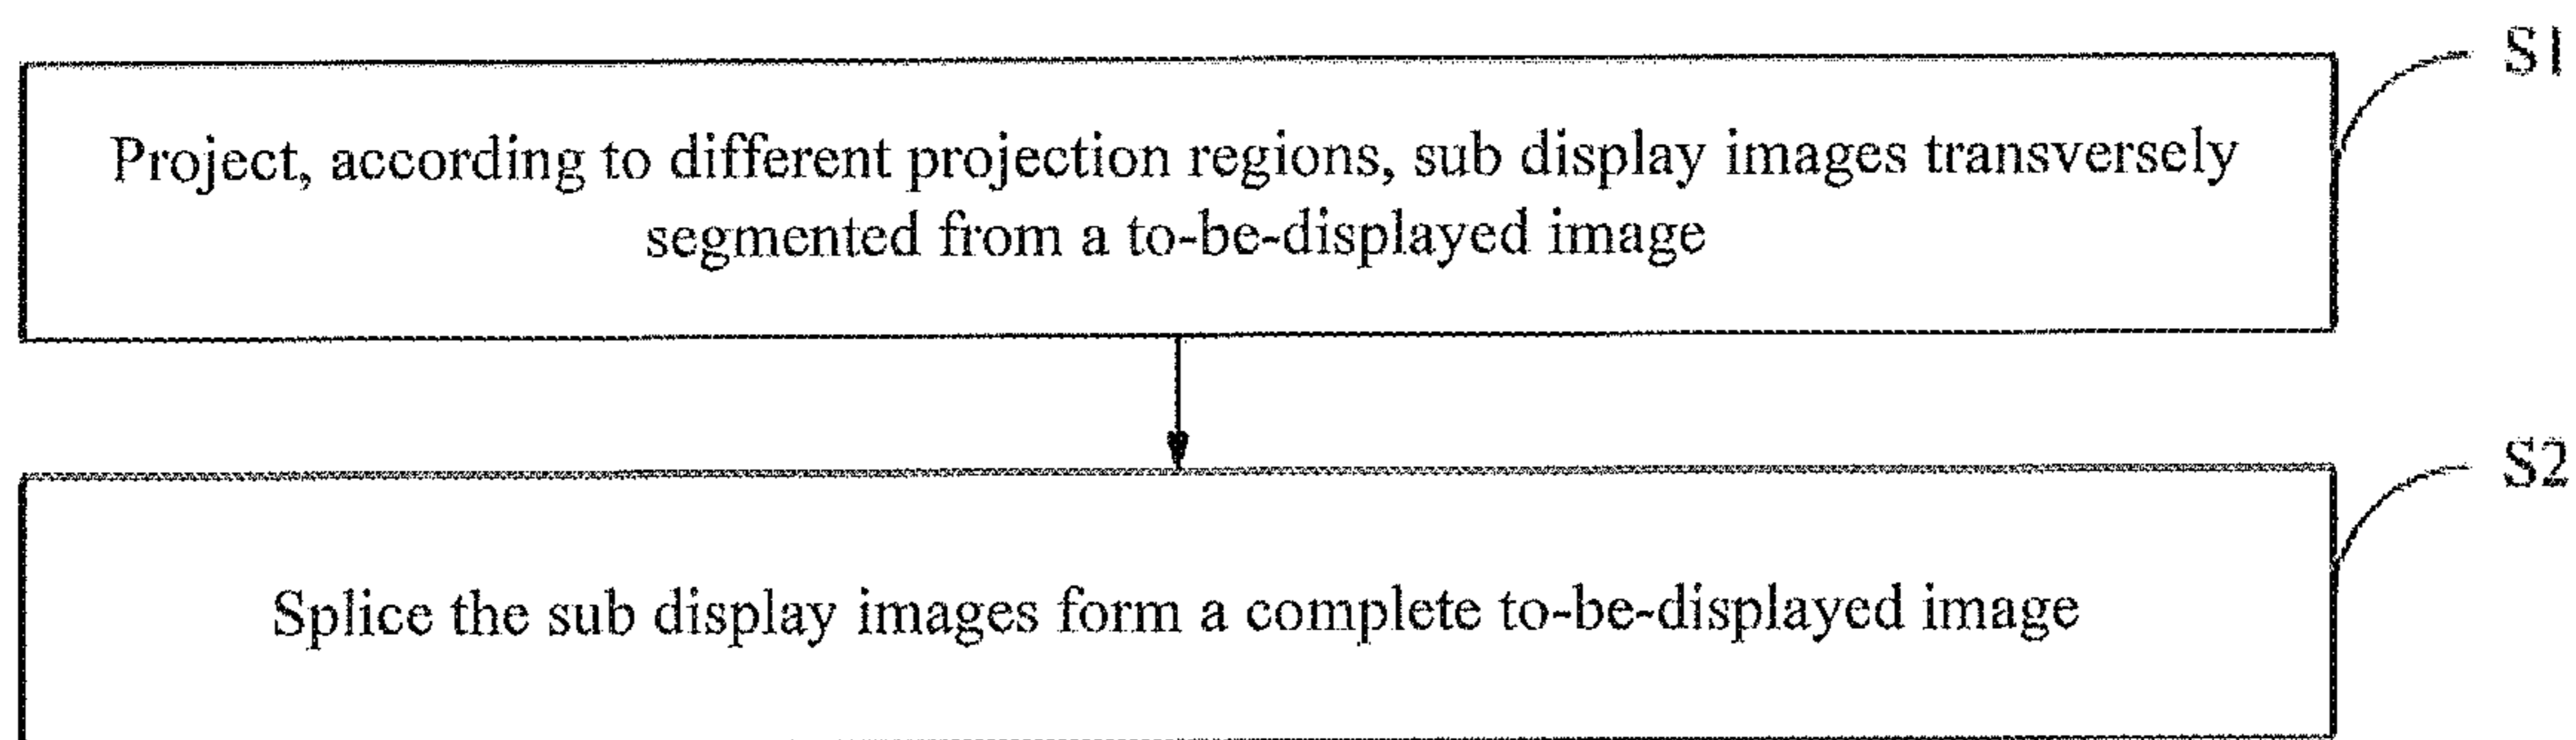 S1
Project, according to different projection regions, sub display images transversely
segmented from a to-be-displayed image
S2
Splice the sub display images form a complete to-be-displayed image